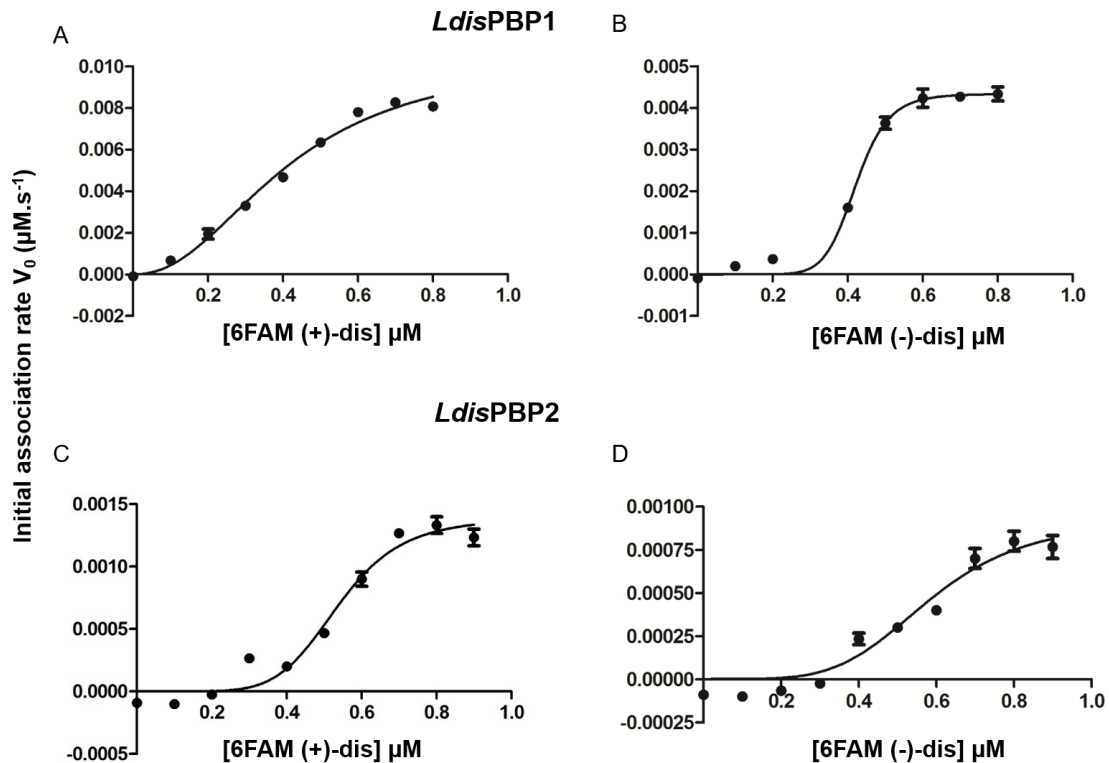 LdisPBP1
A
B
0.010
0.008
0.006
0.004
0.002
0.000
-0.002
0.2 0.4 0.6 0.8 1.0
[6FAM (+)-dis] µM
0.005
0.004
0.003
0.002
0.001
0.000
-0.001
0.2 0.4 0.6 0.8 1.0
[6FAM (-)-dis] µM
Initial association rate V₀ (µM.s⁻¹)
LdisPBP2
C
D
0.0015
0.0010
0.0005
0.0000
-0.0005
0.2 0.4 0.6 0.8 1.0
[6FAM (+)-dis] µM
0.00100
0.00075
0.00050
0.00025
0.00000
-0.00025
0.2 0.4 0.6 0.8 1.0
[6FAM (-)-dis] µM